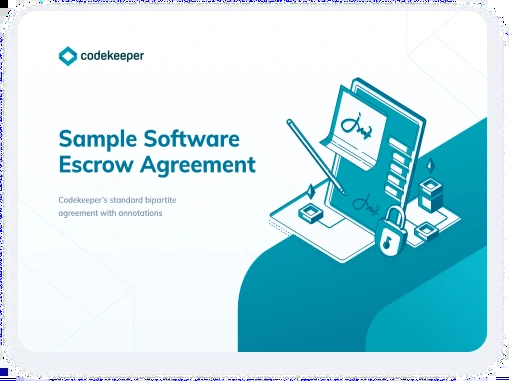 codekeeper
Sample Software
Escrow Agreement
Codekeeper's standard bipartite
agreement with annotations